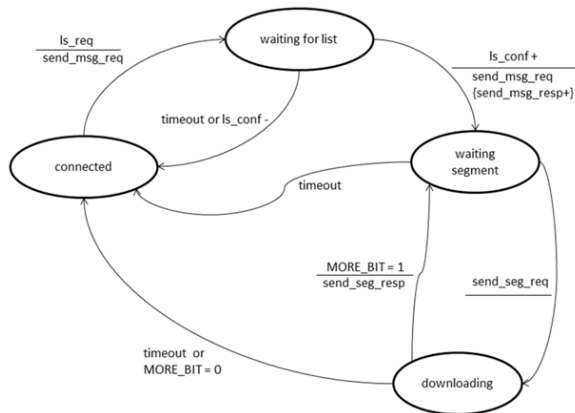 ls_req
send_msg_req
waiting for list
ls_conf +
send_msg_req
{send_msg_resp+}
timeout or ls_conf -
connected
waiting
segment
timeout
MORE_BIT = 1
send_seg_resp
send_seg_req
timeout or
MORE_BIT = 0
downloading